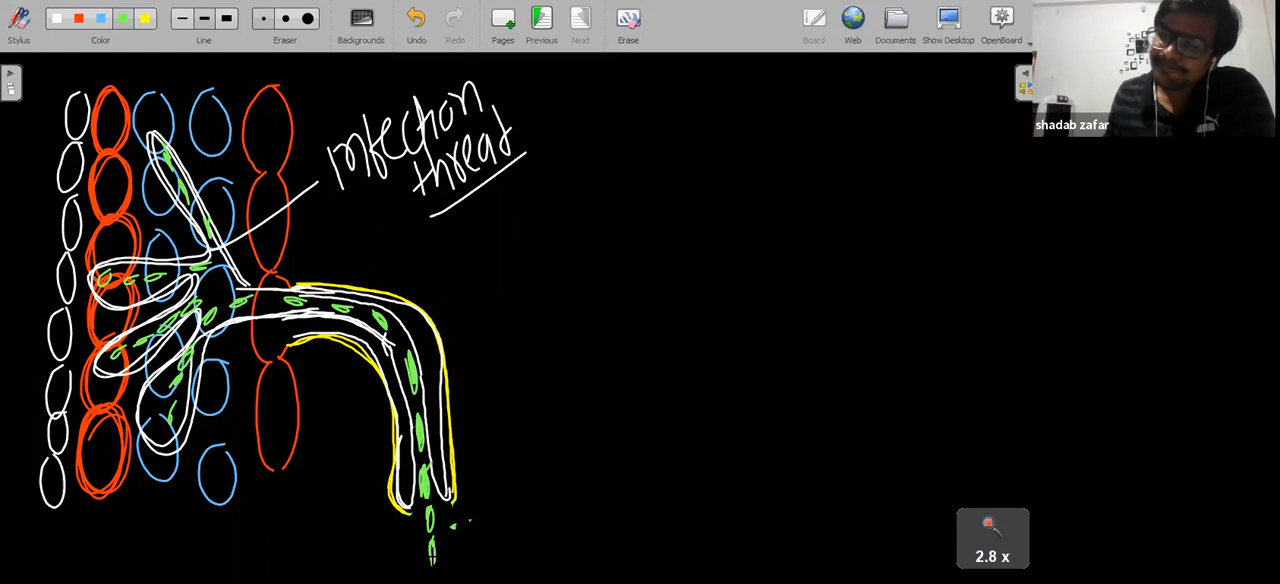 Stylus
Color
Line
Eraser
Backgrounds
Undo
Redo
Pages
Previous
Next
Erase
Board
Web
Documents
Show Desktop
OpenBoard
shadab zafar
Infection
thread
2.8 x